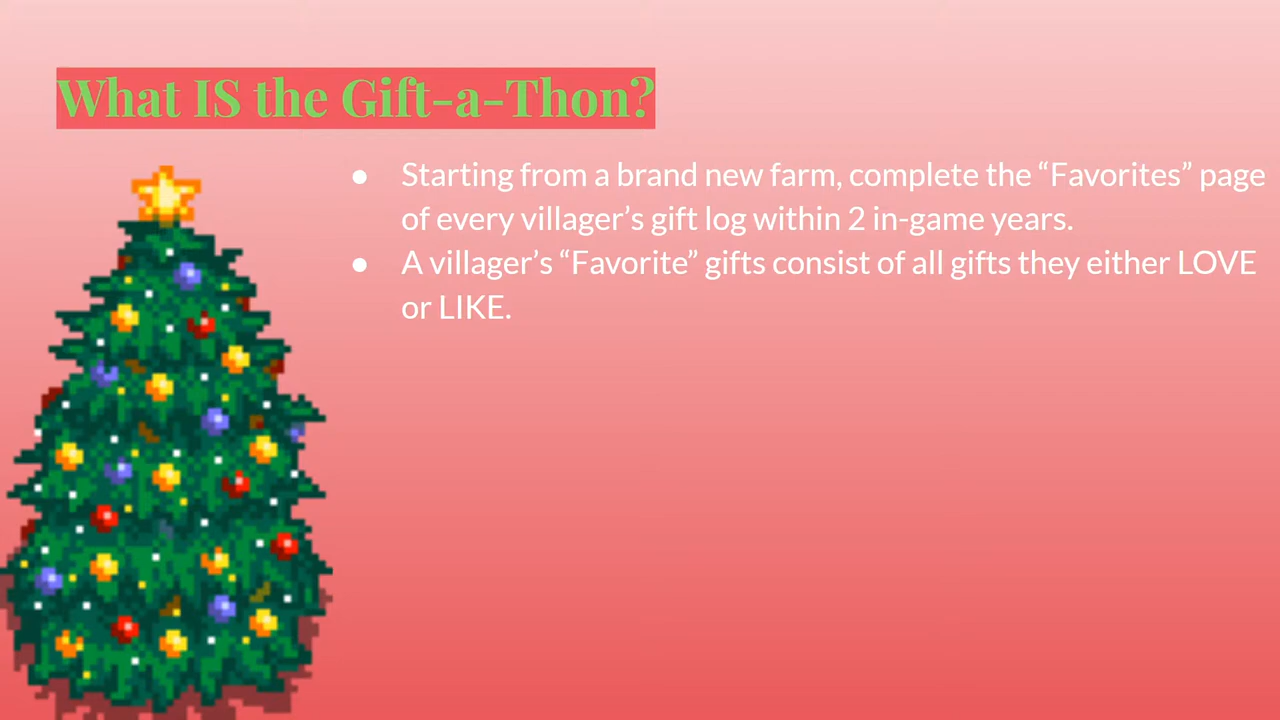 What IS the Gift-a-Thon?
● Starting from a brand new farm, complete the “Favorites” page
of every villager’s gift log within 2 in-game years.
● A villager’s “Favorite” gifts consist of all gifts they either LOVE
or LIKE.